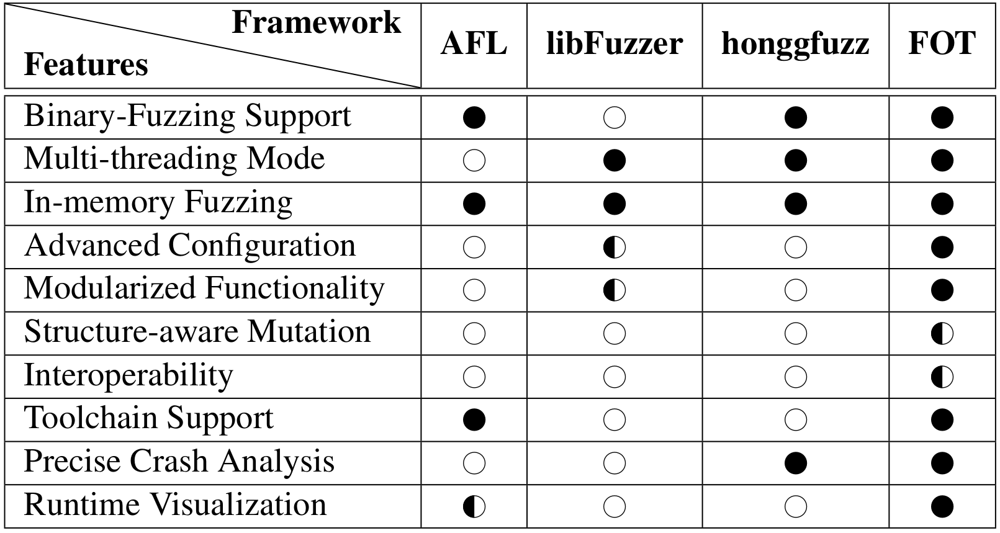 Framework
Features
AFL libFuzzer honggfuzz FOT
Binary-Fuzzing Support ● ○ ● ●
Multi-threading Mode ○ ● ● ●
In-memory Fuzzing ● ● ● ●
Advanced Configuration ○ ◐ ○ ●
Modularized Functionality ○ ◐ ○ ●
Structure-aware Mutation ○ ○ ○ ◐
Interoperability ○ ○ ○ ◐
Toolchain Support ● ○ ○ ●
Precise Crash Analysis ○ ○ ● ●
Runtime Visualization ◐ ○ ○ ●